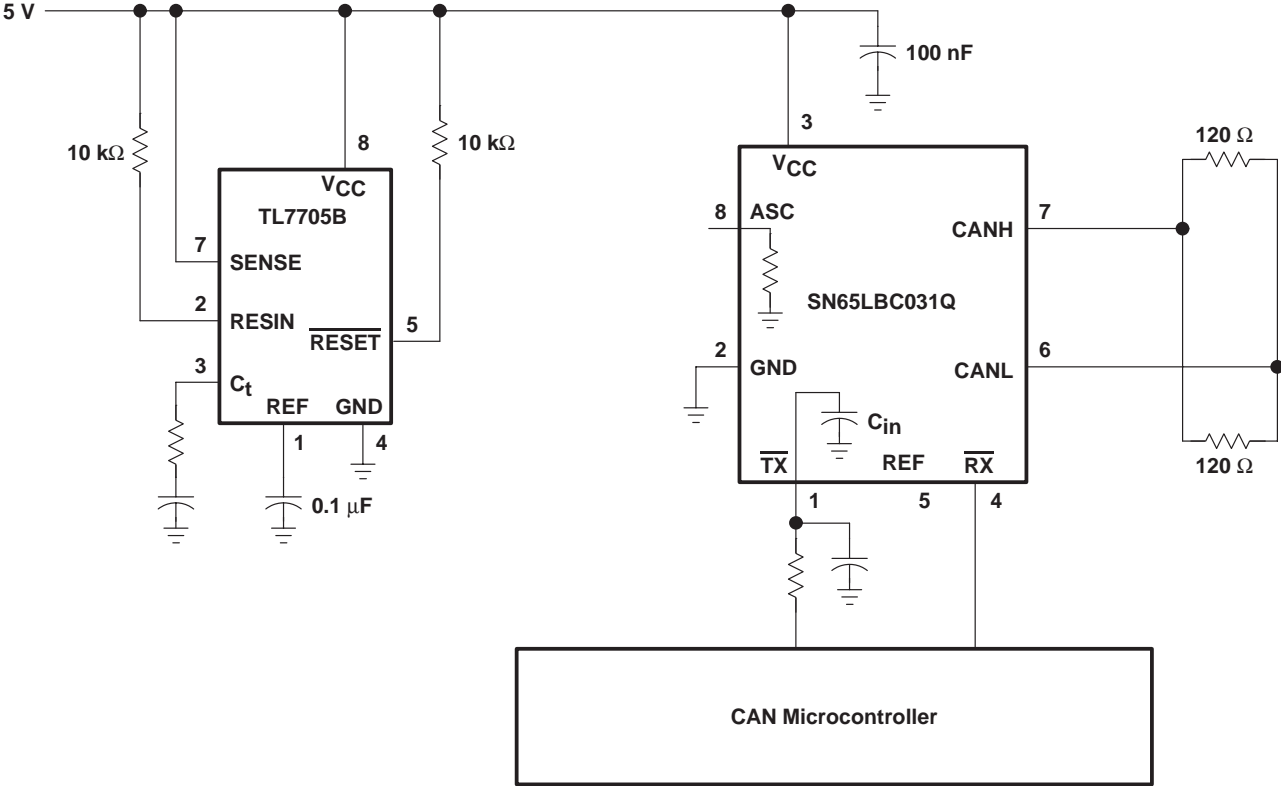 5 V
100 nF
3
120 Ω
10 kΩ
8
10 kΩ
VCC
VCC
TL7705B
8
ASC
7
CANH
7
SENSE
SN65LBC031Q
2
RESIN
5
RESET
2
6
3
GND
CANL
Ct
REF
GND
Cin
1
4
TX
REF
RX
120 Ω
0.1 μF
1
5
4
CAN Microcontroller